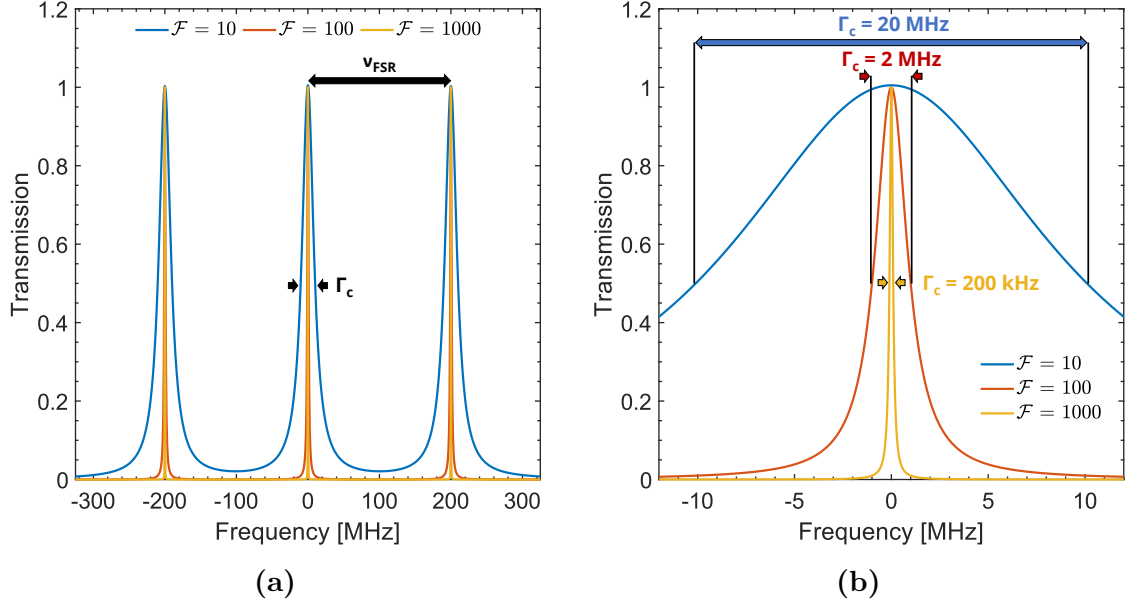 1.2
1
0.8
0.6
0.4
0.2
0
Transmission
ℱ = 10 ℱ = 100 ℱ = 1000
νFSR
Γc
-300 -200 -100 0 100 200 300
Frequency [MHz]
(a)
1.2
1
0.8
0.6
0.4
0.2
0
Transmission
Γc = 20 MHz
Γc = 2 MHz
Γc = 200 kHz
ℱ = 10
ℱ = 100
ℱ = 1000
-10 -5 0 5 10
Frequency [MHz]
(b)